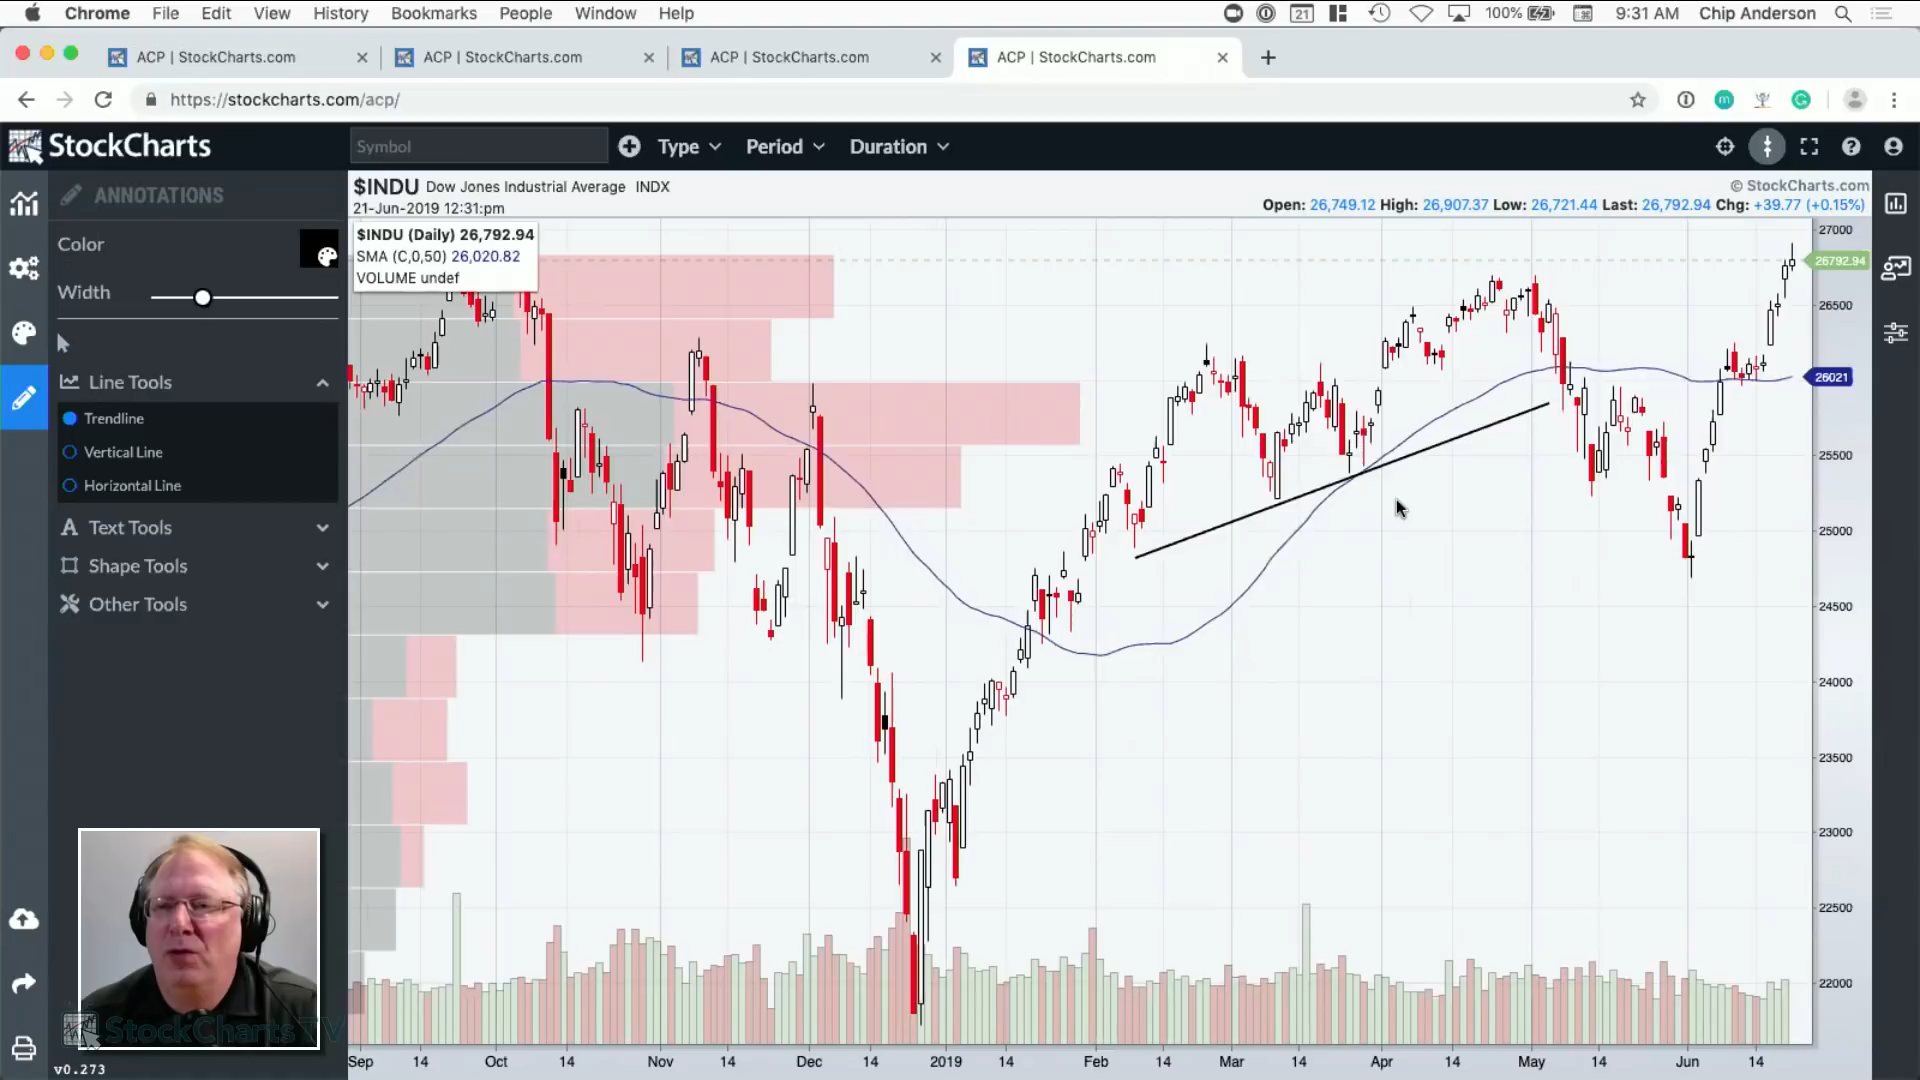 Chrome File Edit View History Bookmarks People Window Help 21 100% 9:31 AM Chip Anderson
ACP | StockCharts.com ACP | StockCharts.com ACP | StockCharts.com ACP | StockCharts.com
https://stockcharts.com/acp/
StockCharts Symbol Type Period Duration
ANNOTATIONS
Color
Width
Line Tools
Trendline
Vertical Line
Horizontal Line
Text Tools
Shape Tools
Other Tools
v0.273
$INDU Dow Jones Industrial Average INDX © StockCharts.com
21-Jun-2019 12:31:pm Open: 26,749.12 High: 26,907.37 Low: 26,721.44 Last: 26,792.94 Chg: +39.77 (+0.15%)
$INDU (Daily) 26,792.94
SMA (C,0,50) 26,020.82
VOLUME undef
27000
26792.94
26500
26021
25500
25000
24500
24000
23500
23000
22500
22000
Sep 14 Oct 14 Nov 14 Dec 14 2019 14 Feb 14 Mar 14 Apr 14 May 14 Jun 14
StockCharts TV